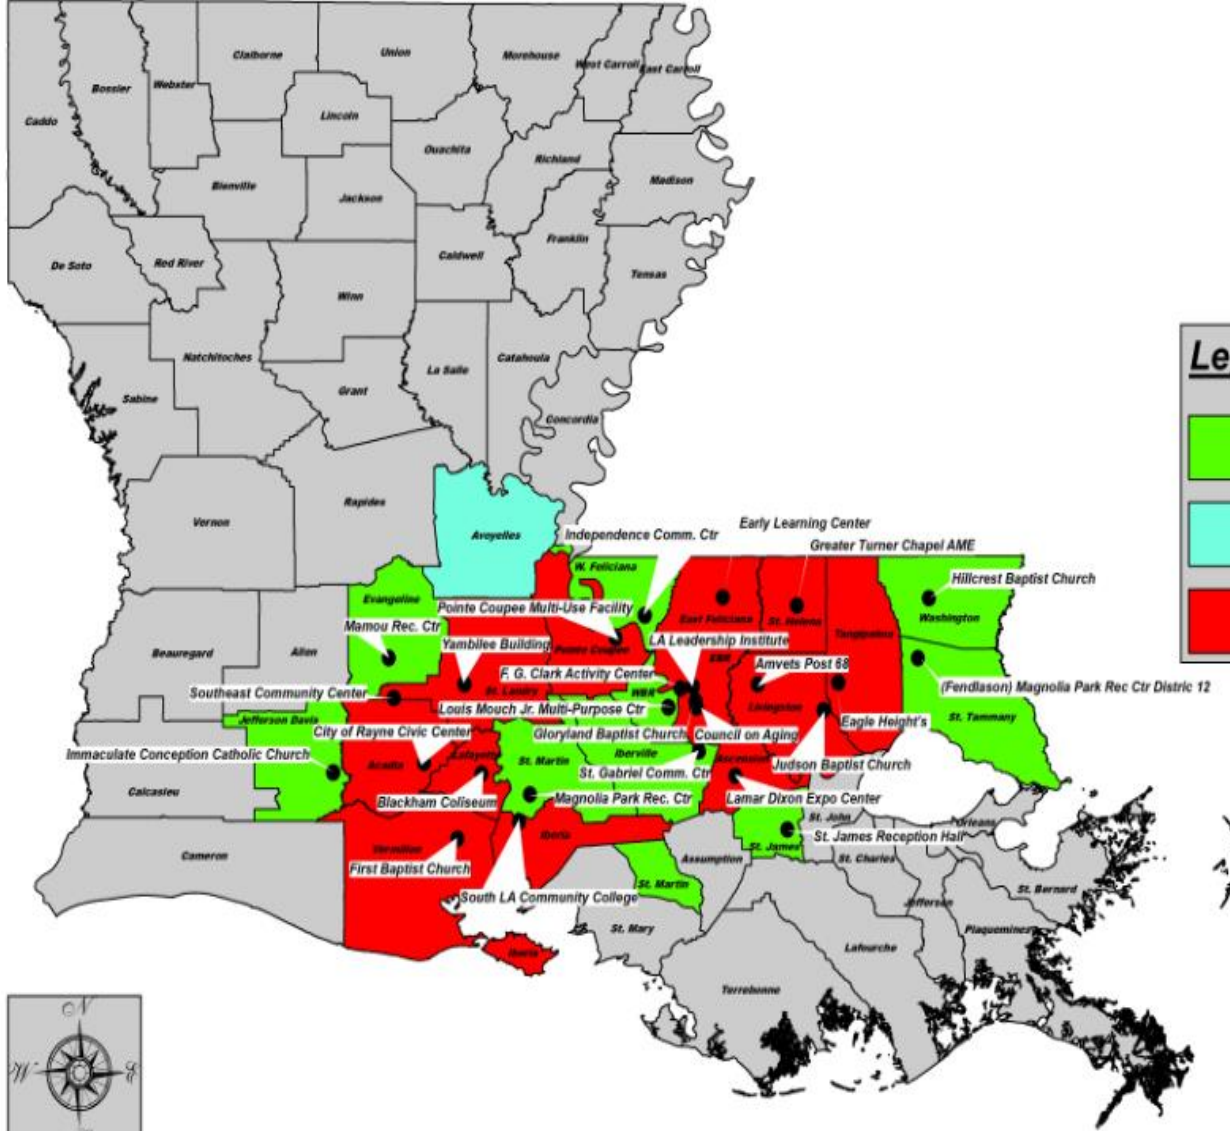 Claiborne
Union
Morehouse
West Carroll
East Carroll
Bossier
Webster
Caddo
Lincoln
Ouachita
Richland
Madison
Bienville
Jackson
Franklin
Caldwell
De Soto
Red River
Tensas
Winn
Natchitoches
La Salle
Catahoula
Grant
Sabine
Concordia
Le
Rapides
Vernon
Avoyelles
Early Learning Center
Independence Comm. Ctr
Greater Turner Chapel AME
W. Feliciana
Hillcrest Baptist Church
Evangeline
Pointe Coupee Multi-Use Facility
East Feliciana
St. Helena
Washington
Mamou Rec. Ctr
Tangipahoa
Yambilee Building
Pointe Coupee
LA Leadership Institute
Beauregard
Allen
EBR
Amvets Post 68
F. G. Clark Activity Center
Southeast Community Center
St. Landry
WBR
(Fendlason) Magnolia Park Rec Ctr Distric 12
Louis Mouch Jr. Multi-Purpose Ctr
Livingston
Jefferson Davis
St. Tammany
Eagle Height's
City of Rayne Civic Center
Gloryland Baptist Church
Council on Aging
Immaculate Conception Catholic Church
Lafayette
Iberville
St. Martin
Acadia
Ascension
Judson Baptist Church
St. Gabriel Comm. Ctr
Calcasieu
Blackham Coliseum
Magnolia Park Rec. Ctr
Lamar Dixon Expo Center
St. John
Orleans
Iberia
St. James Reception Hall
Vermilion
St. James
Cameron
Assumption
St. Charles
First Baptist Church
St. Martin
St. Bernard
South LA Community College
Jefferson
St. Mary
Plaquemines
Lafourche
Iberia
Terrebonne
N
W
E